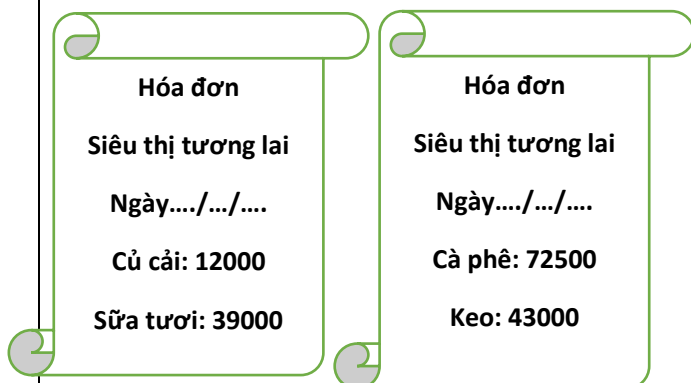 Hóa đơn
Siêu thị tương lai
Ngày…./…/….
Củ cải: 12000
Sữa tươi: 39000
Hóa đơn
Siêu thị tương lai
Ngày…./…/….
Cà phê: 72500
Keo: 43000